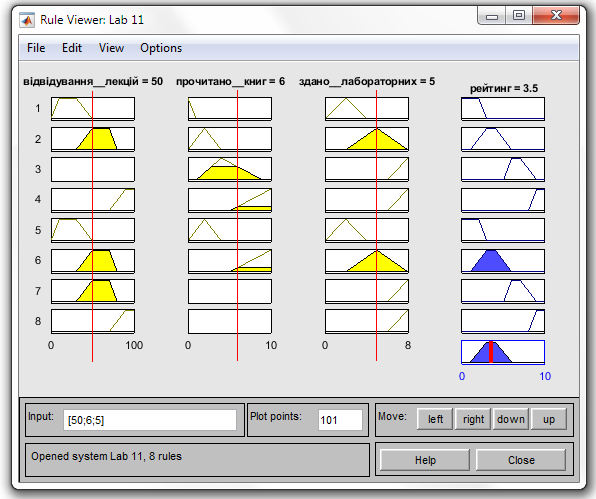 Rule Viewer: Lab 11
File Edit View Options
відвідування__лекцій = 50 прочитано__книг = 6 здано__лабораторних = 5 рейтинг = 3.5
1
2
3
4
5
6
7
8
0 100 0 10 0 8
0 10
Input: [50;6;5] Plot points: 101 Move: left right down up
Opened system Lab 11, 8 rules Help Close